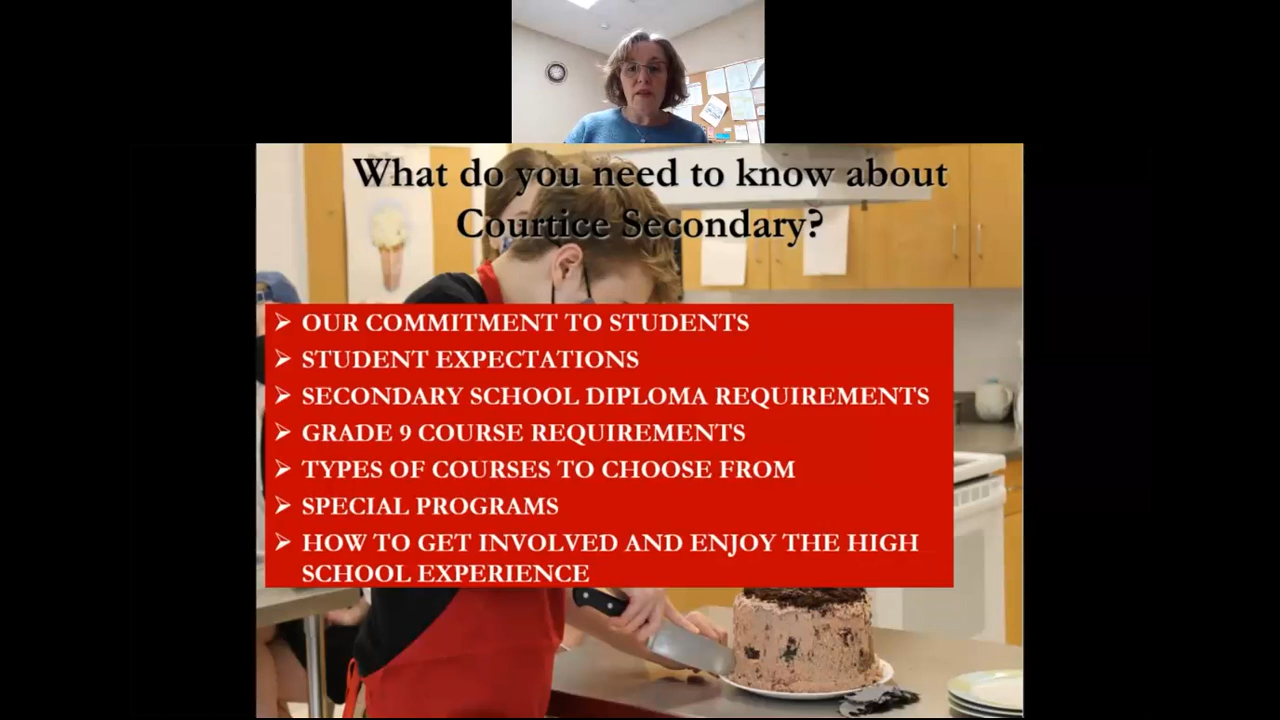 What do you need to know about
Courtice Secondary?
➢ OUR COMMITMENT TO STUDENTS
➢ STUDENT EXPECTATIONS
➢ SECONDARY SCHOOL DIPLOMA REQUIREMENTS
➢ GRADE 9 COURSE REQUIREMENTS
➢ TYPES OF COURSES TO CHOOSE FROM
➢ SPECIAL PROGRAMS
➢ HOW TO GET INVOLVED AND ENJOY THE HIGH
SCHOOL EXPERIENCE